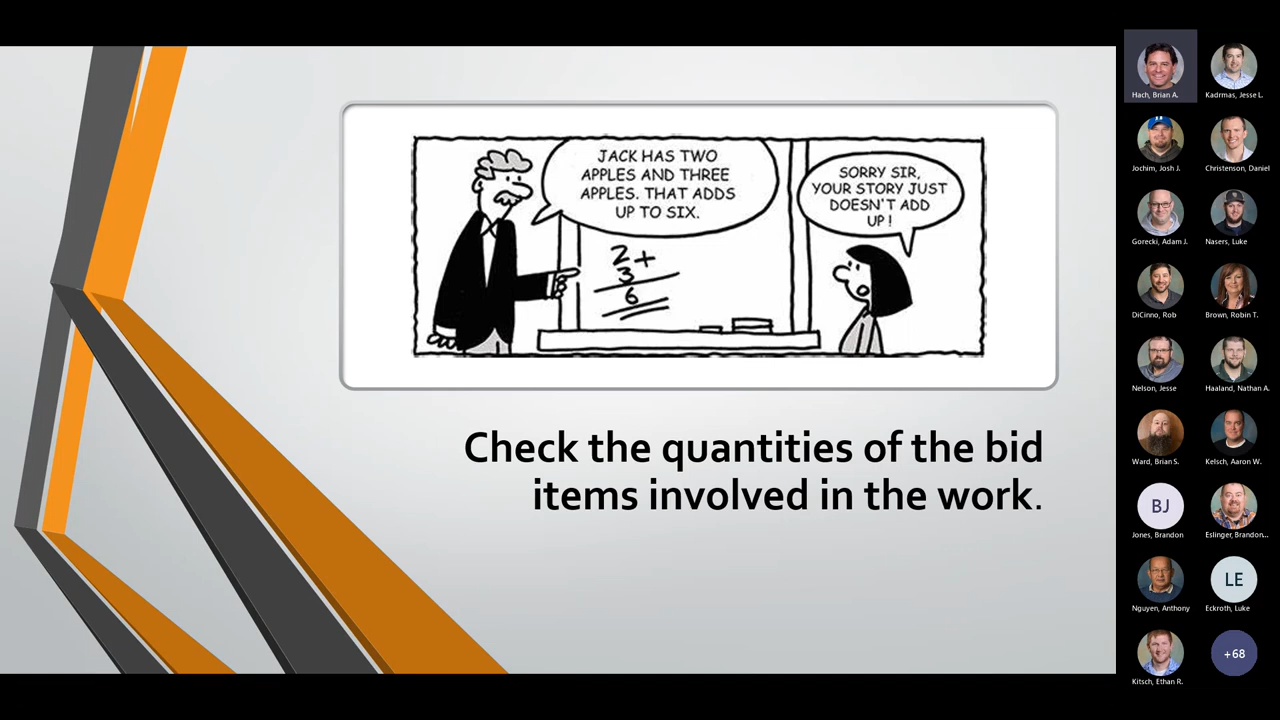 JACK HAS TWO
APPLES AND THREE
APPLES. THAT ADDS
UP TO SIX.
SORRY SIR,
YOUR STORY JUST
DOESN'T ADD
UP!
2+
3
6
Check the quantities of the bid
items involved in the work.
Hach, Brian A.
Kadrmas, Jesse L.
Jochim, Josh J.
Christenson, Daniel
Gorecki, Adam J.
Nasers, Luke
DiCinno, Rob
Brown, Robin T.
Nelson, Jesse
Haaland, Nathan A.
Ward, Brian S.
Kelsch, Aaron W.
BJ
Jones, Brandon
Eslinger, Brandon...
Nguyen, Anthony
LE
Eckroth, Luke
Kitsch, Ethan R.
+68